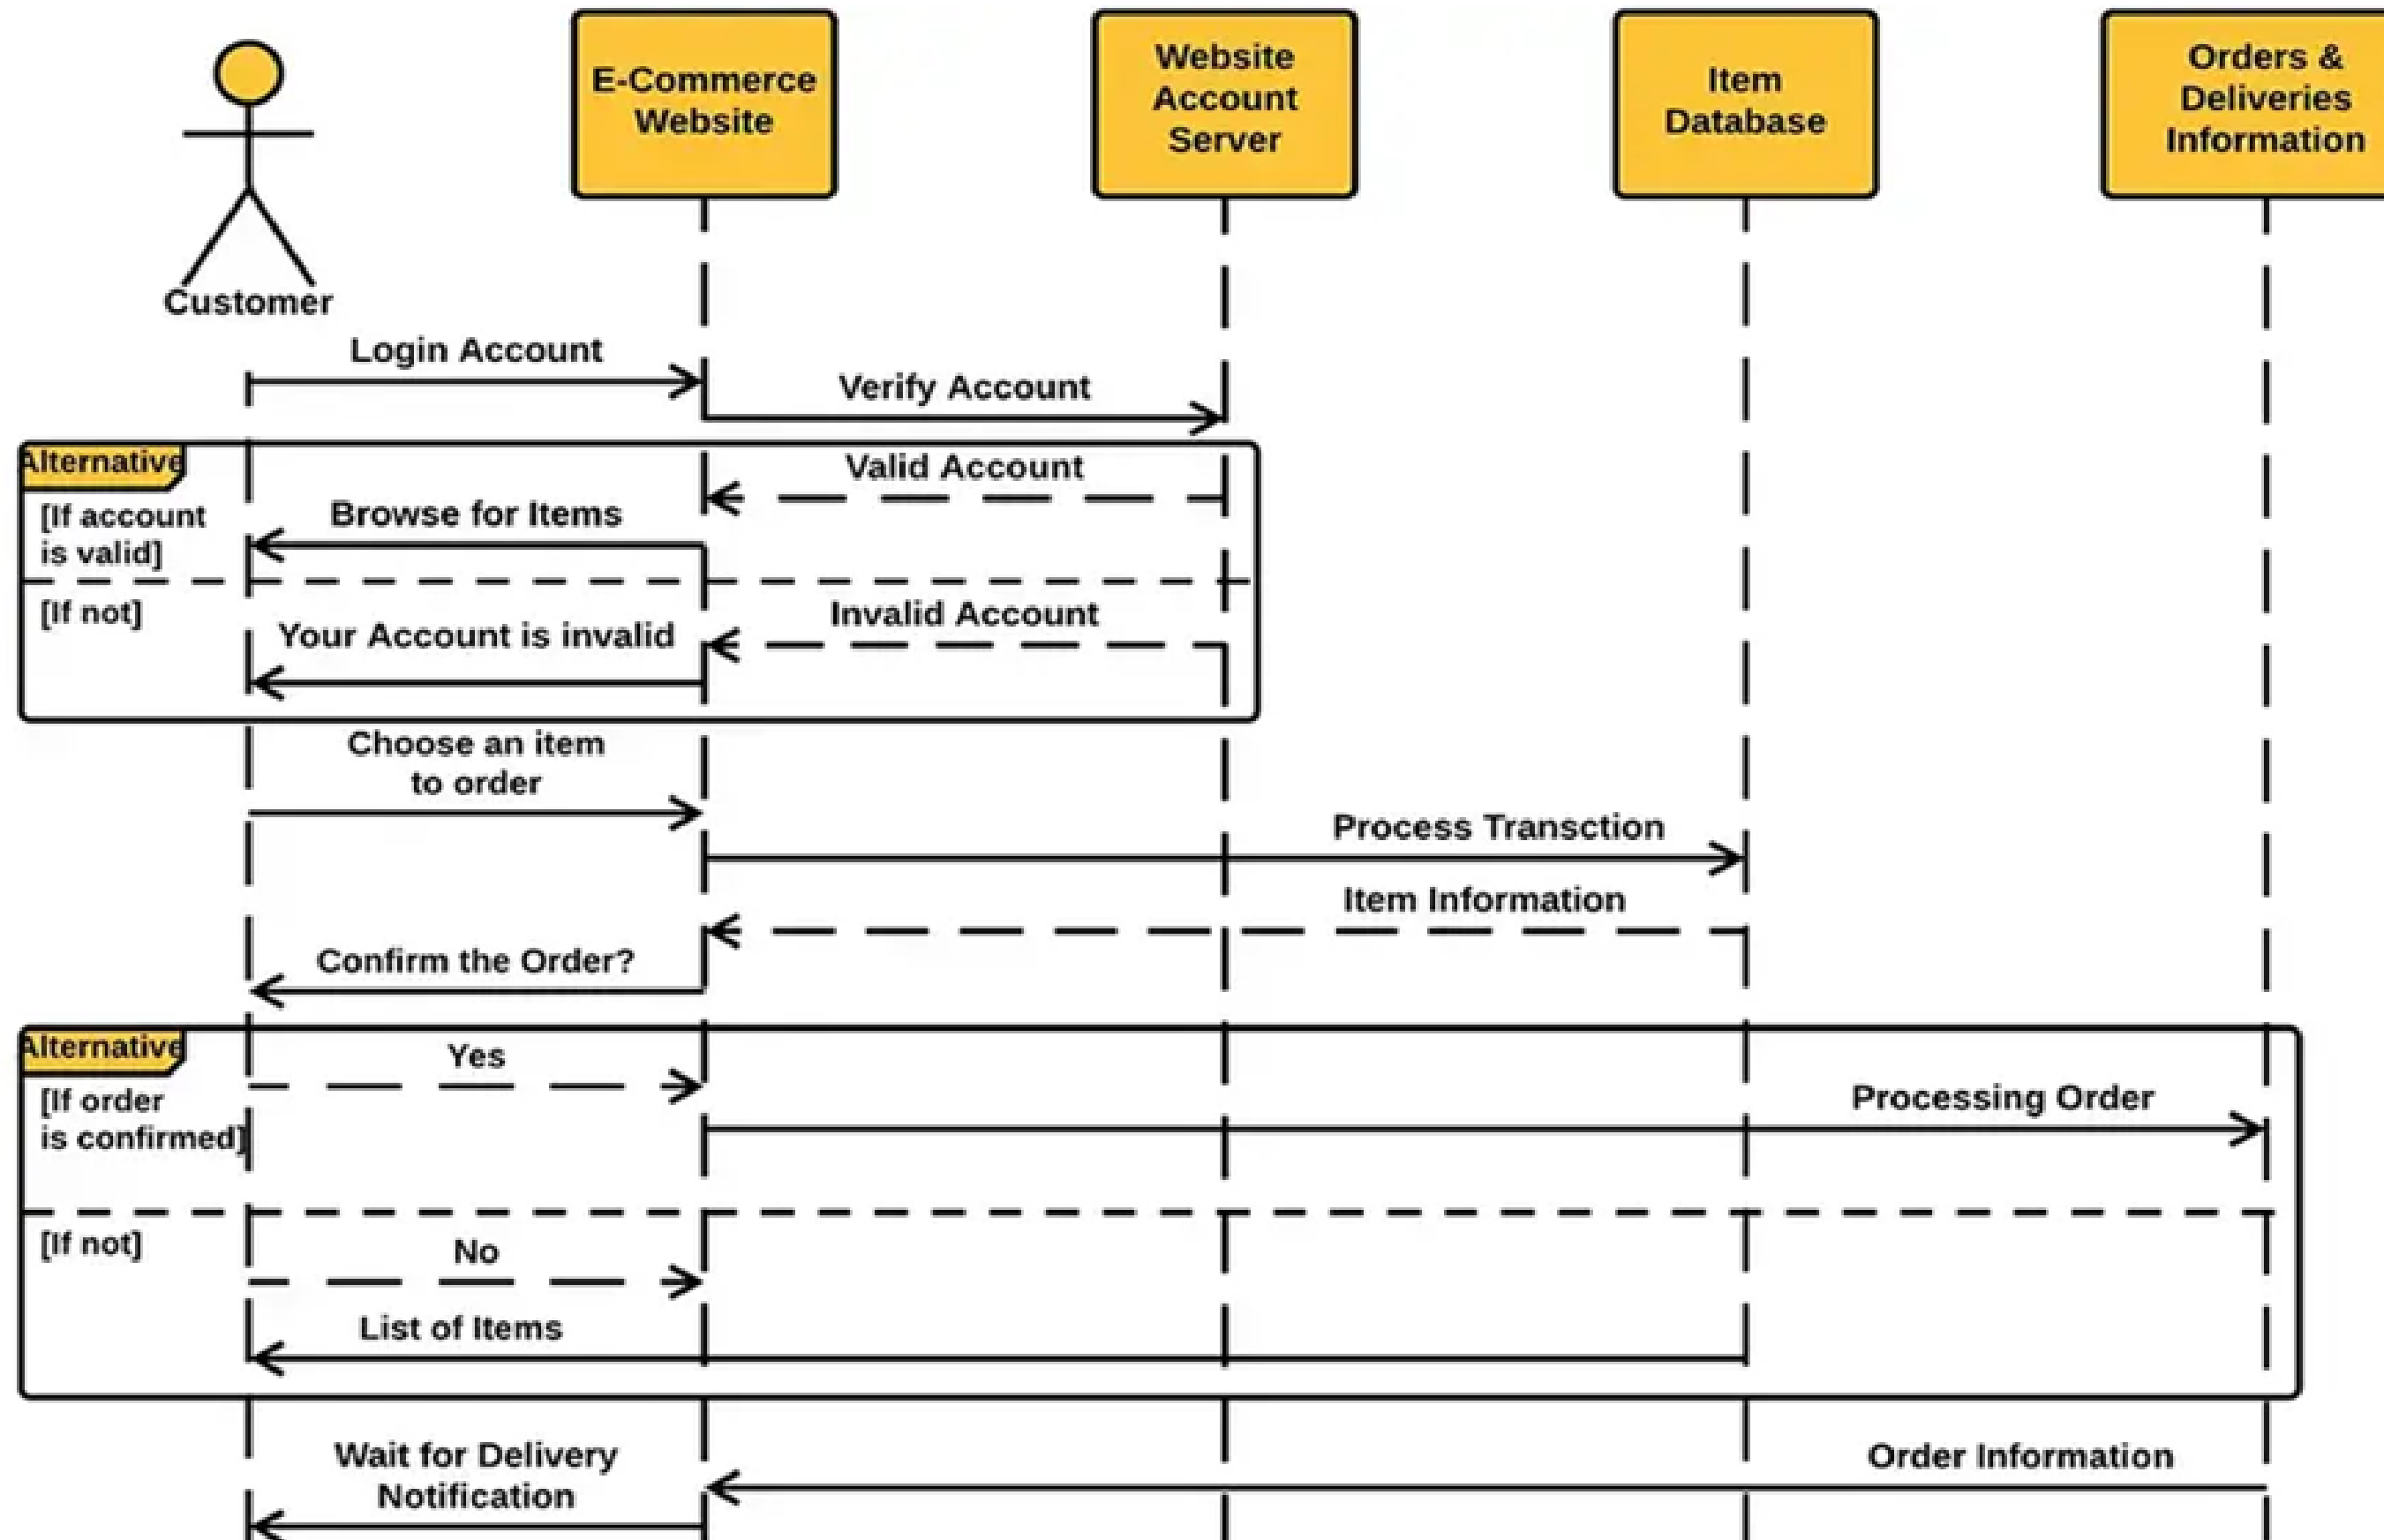 E-Commerce
Website
Website
Account
Server
Item
Database
Orders &
Deliveries
Information
Customer
Login Account
Verify Account
Alternative
Valid Account
[If account
is valid]
Browse for Items
[If not]
Invalid Account
Your Account is invalid
Choose an item
to order
Process Transction
Item Information
Confirm the Order?
Alternative
Yes
[If order
is confirmed]
Processing Order
[If not]
No
List of Items
Wait for Delivery
Notification
Order Information